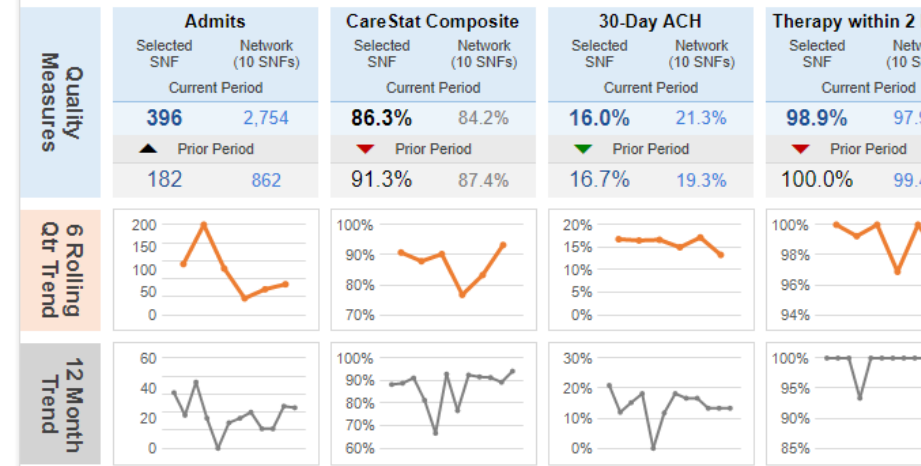 Quality
Measures
Admits
Selected
SNF
Network
(10 SNFs)
Current Period
396
2,754
Prior Period
182
862
CareStat Composite
Selected
SNF
Network
(10 SNFs)
Current Period
86.3%
84.2%
Prior Period
91.3%
87.4%
30-Day ACH
Selected
SNF
Network
(10 SNFs)
Current Period
16.0%
21.3%
Prior Period
16.7%
19.3%
Therapy within 2
Selected
SNF
(10
Current Period
98.9%
Prior Period
100.0%
6 Rolling
Qtr Trend
200
150
100
50
0
100%
90%
80%
70%
20%
15%
10%
5%
0%
100%
98%
96%
94%
12 Month
Trend
60
40
20
0
100%
90%
80%
70%
60%
30%
20%
10%
0%
100%
95%
90%
85%